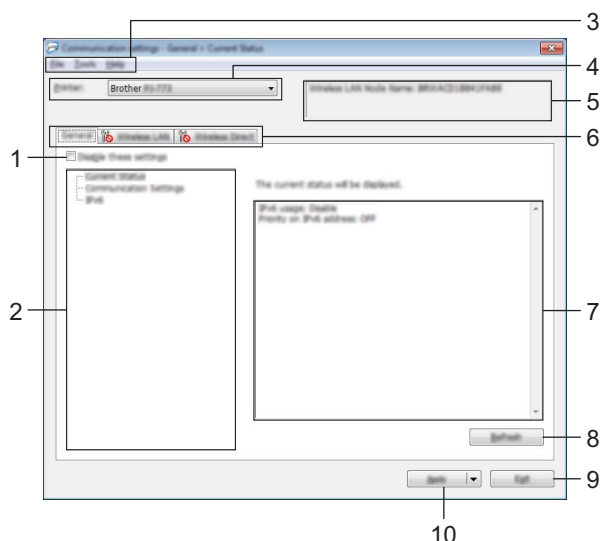 3
Communication settings - General > Current Status
File Tools Help
4
Printer:
Brother RJ-773
Wireless LAN Node Name:
5
General
Wireless LAN
Wireless Direct
6
1
Disable these settings
Current Status
Communication Settings
IPv6
The current status will be displayed.
IPv6 usage: Disable
Priority on IPv6 address: OFF
2
7
Refresh
8
Apply
Exit
9
10